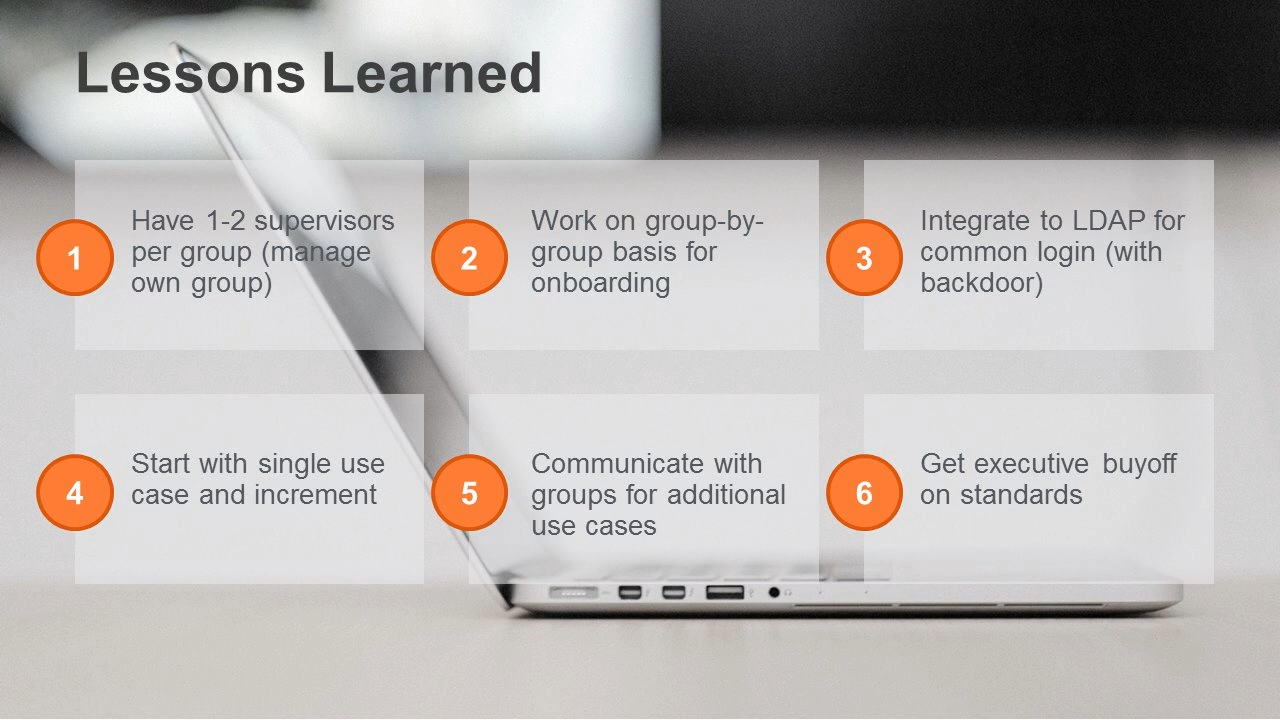 Lessons Learned
1
Have 1-2 supervisors
per group (manage
own group)
2
Work on group-by-
group basis for
onboarding
3
Integrate to LDAP for
common login (with
backdoor)
4
Start with single use
case and increment
5
Communicate with
groups for additional
use cases
6
Get executive buyoff
on standards